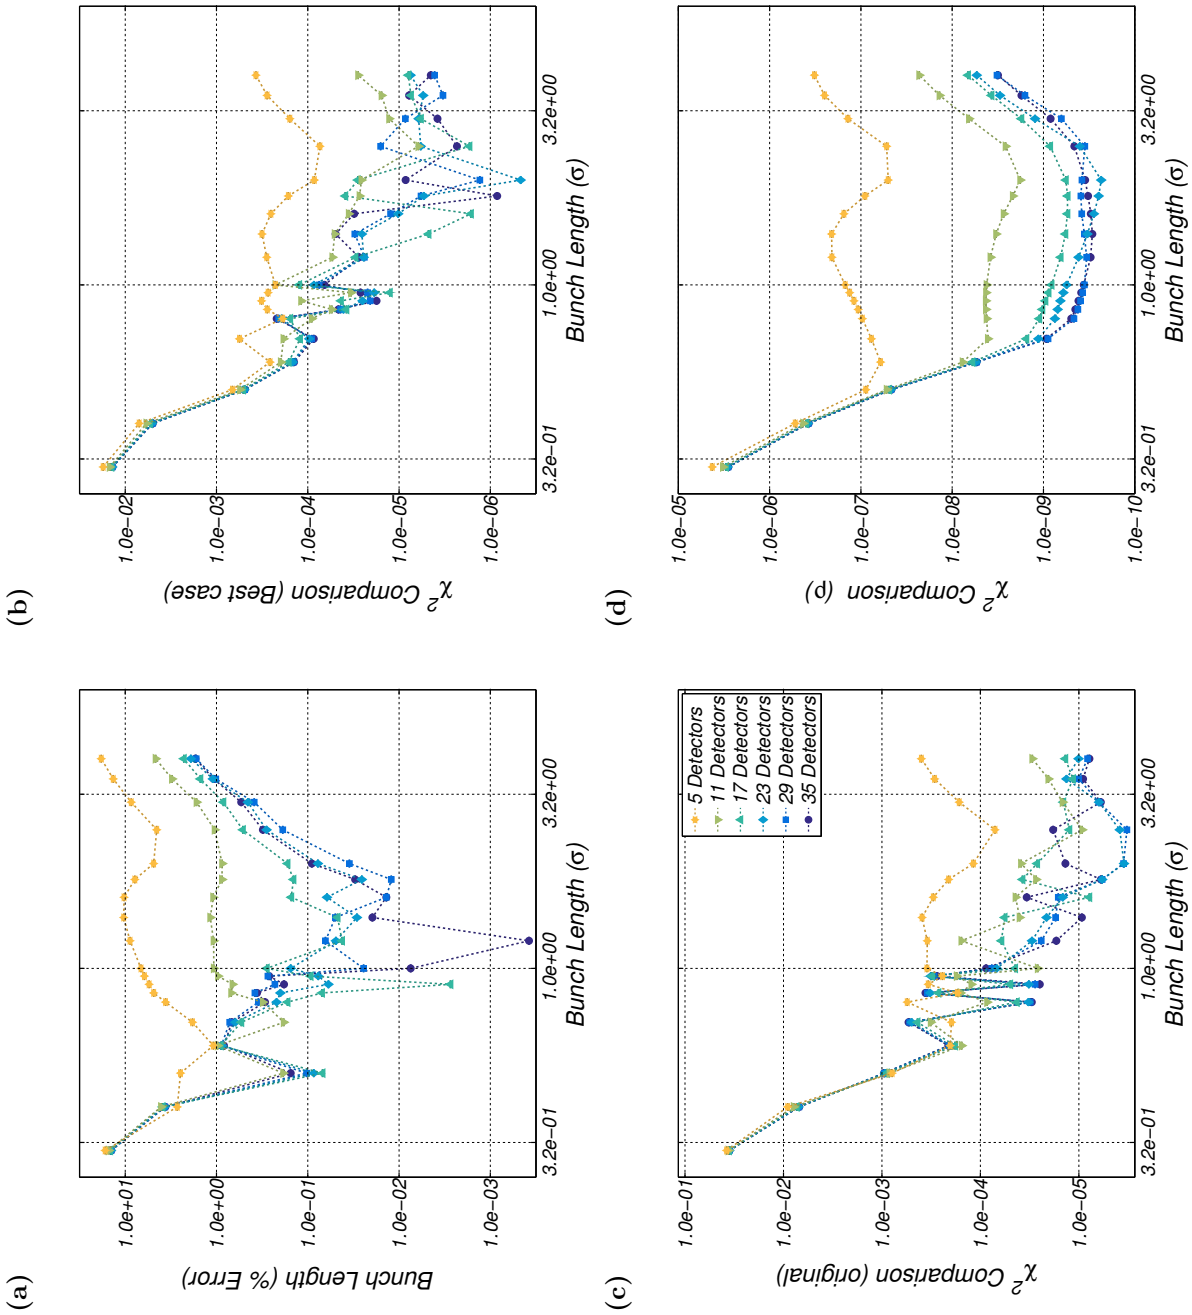 (a)
Bunch Length (% Error)
1.0e+01
1.0e+00
1.0e−01
1.0e−02
1.0e−03
3.2e−01
1.0e+00
3.2e+00
Bunch Length (σ)
(b)
χ² Comparison (Best case)
1.0e−02
1.0e−03
1.0e−04
1.0e−05
1.0e−06
3.2e−01
1.0e+00
3.2e+00
Bunch Length (σ)
(c)
χ² Comparison (original)
1.0e−01
1.0e−02
1.0e−03
1.0e−04
1.0e−05
5 Detectors
11 Detectors
17 Detectors
23 Detectors
29 Detectors
35 Detectors
3.2e−01
1.0e+00
3.2e+00
Bunch Length (σ)
(d)
χ² Comparison (ρ)
1.0e−05
1.0e−06
1.0e−07
1.0e−08
1.0e−09
1.0e−10
3.2e−01
1.0e+00
3.2e+00
Bunch Length (σ)